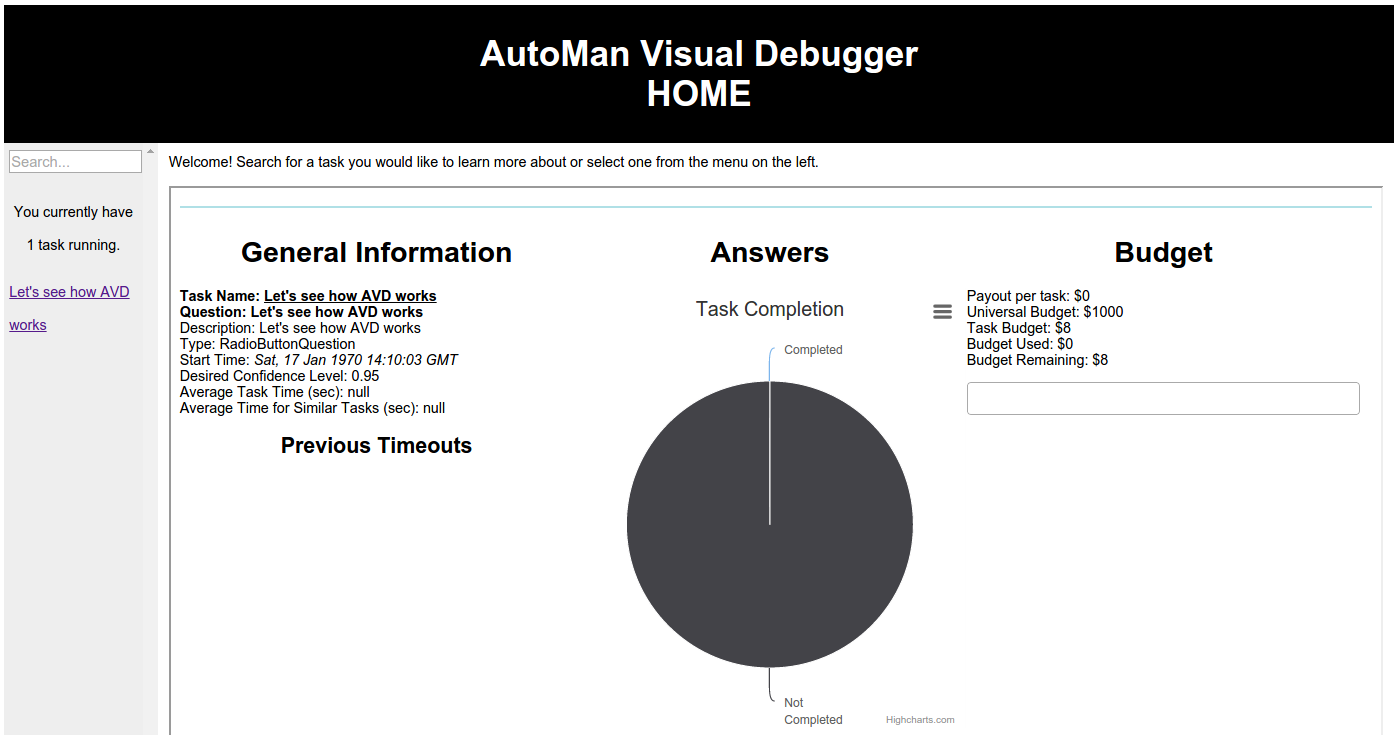 AutoMan Visual Debugger
HOME
Search...
You currently have
1 task running.
Let's see how AVD
works
Welcome! Search for a task you would like to learn more about or select one from the menu on the left.
General Information
Task Name: Let's see how AVD works
Question: Let's see how AVD works
Description: Let's see how AVD works
Type: RadioButtonQuestion
Start Time: Sat, 17 Jan 1970 14:10:03 GMT
Desired Confidence Level: 0.95
Average Task Time (sec): null
Average Time for Similar Tasks (sec): null
Previous Timeouts
Answers
Task Completion
Completed
Not
Completed
Highcharts.com
Budget
Payout per task: $0
Universal Budget: $1000
Task Budget: $8
Budget Used: $0
Budget Remaining: $8